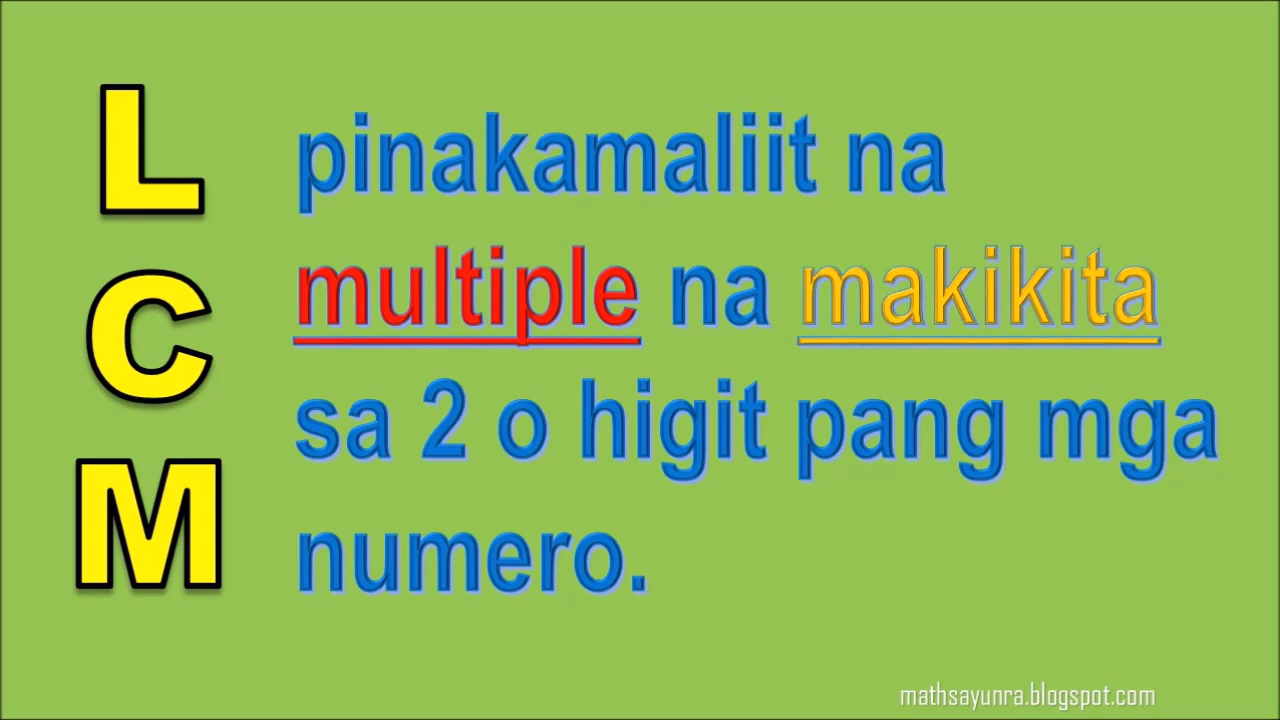 L
C
M
pinakamaliit na
multiple na makikita
sa 2 o higit pang mga
numero.
mathsayunra.blogspot.com